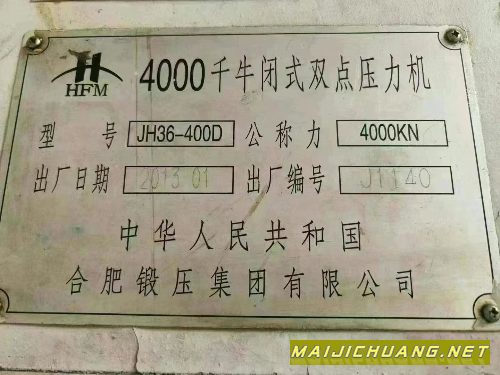 HFM
4000千牛闭式双点压力机
型 号 JH36-400D 公称力 4000KN
出厂日期 2013 01 出厂编号 J1140
中华人民共和国
合肥锻压集团有限公司
MAIJICHUANG.NET